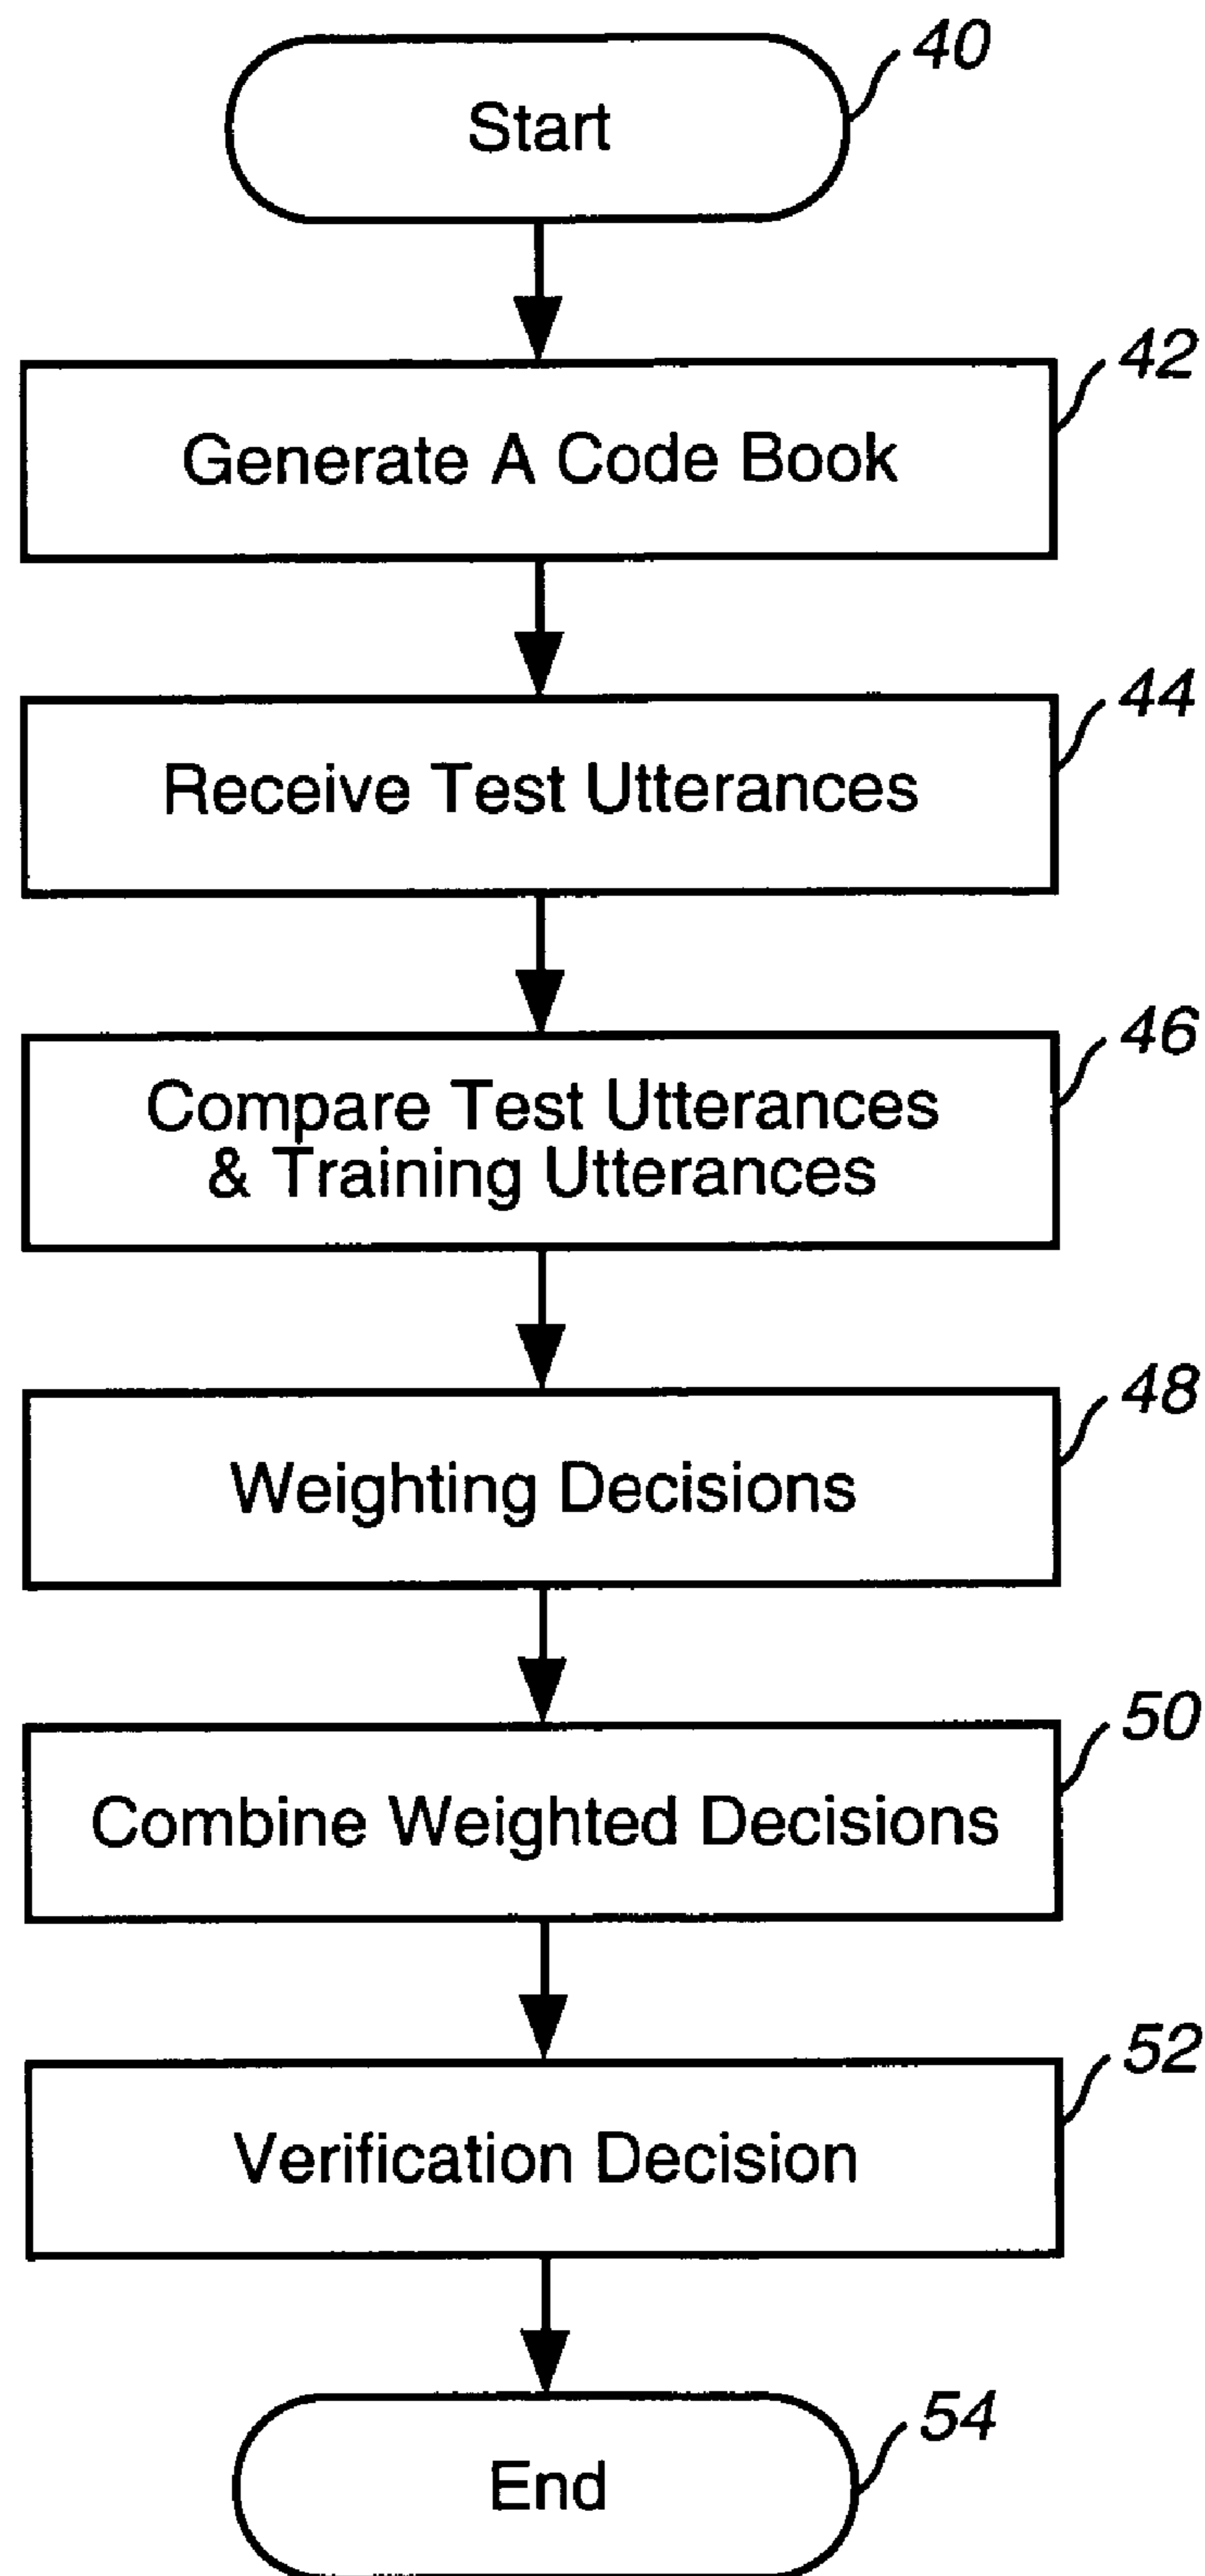 40
Start
42
Generate A Code Book
44
Receive Test Utterances
46
Compare Test Utterances
& Training Utterances
48
Weighting Decisions
50
Combine Weighted Decisions
52
Verification Decision
54
End